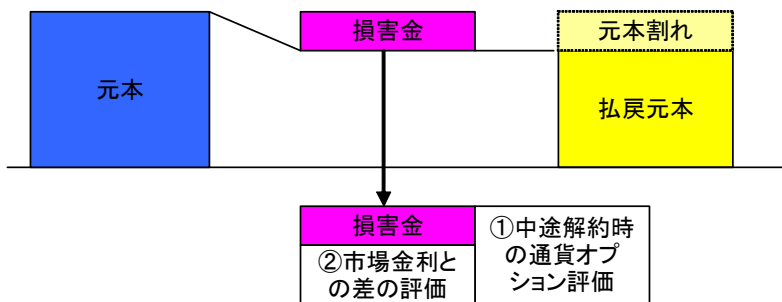 元本
損害金
元本割れ
払戻元本
損害金
②市場金利と
の差の評価
①中途解約時
の通貨オプ
ション評価